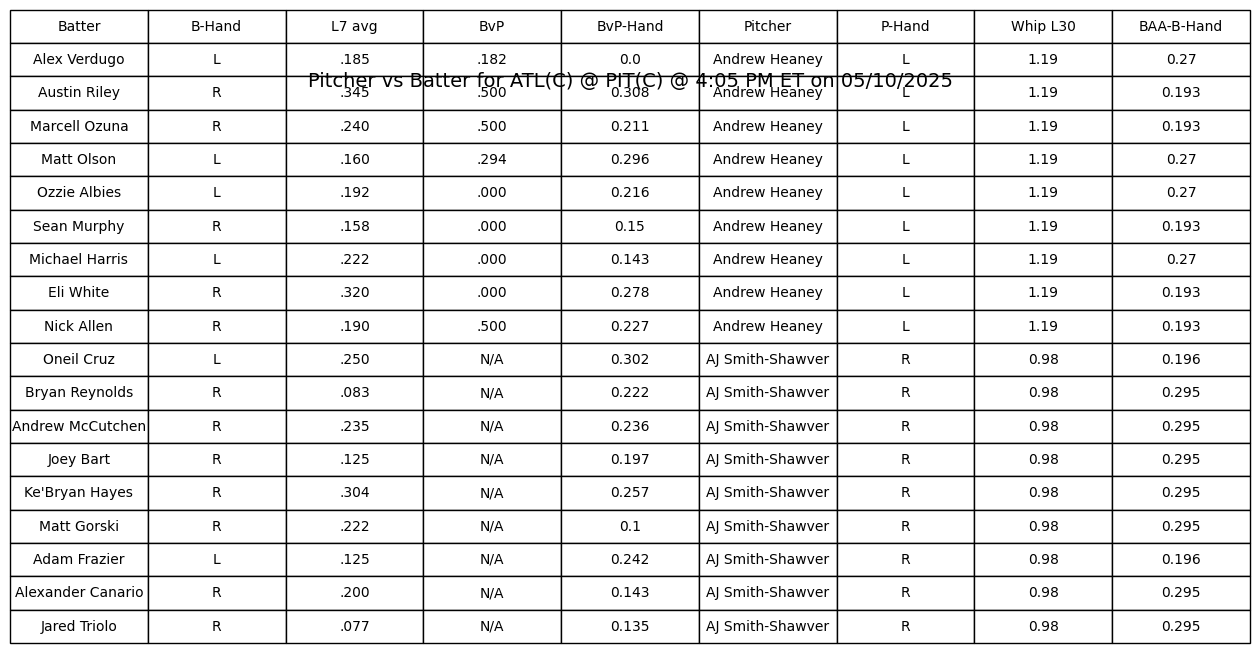 Batter B-Hand L7 avg BvP BvP-Hand Pitcher P-Hand Whip L30 BAA-B-Hand
Alex Verdugo L .185 .182 0.0 Andrew Heaney L 1.19 0.27
Pitcher vs Batter for ATL(C) @ PIT(C) @ 4:05 PM ET on 05/10/2025
Austin Riley R .345 .500 0.308 Andrew Heaney L 1.19 0.193
Marcell Ozuna R .240 .500 0.211 Andrew Heaney L 1.19 0.193
Matt Olson L .160 .294 0.296 Andrew Heaney L 1.19 0.27
Ozzie Albies L .192 .000 0.216 Andrew Heaney L 1.19 0.27
Sean Murphy R .158 .000 0.15 Andrew Heaney L 1.19 0.193
Michael Harris L .222 .000 0.143 Andrew Heaney L 1.19 0.27
Eli White R .320 .000 0.278 Andrew Heaney L 1.19 0.193
Nick Allen R .190 .500 0.227 Andrew Heaney L 1.19 0.193
Oneil Cruz L .250 N/A 0.302 AJ Smith-Shawver R 0.98 0.196
Bryan Reynolds R .083 N/A 0.222 AJ Smith-Shawver R 0.98 0.295
Andrew McCutchen R .235 N/A 0.236 AJ Smith-Shawver R 0.98 0.295
Joey Bart R .125 N/A 0.197 AJ Smith-Shawver R 0.98 0.295
Ke'Bryan Hayes R .304 N/A 0.257 AJ Smith-Shawver R 0.98 0.295
Matt Gorski R .222 N/A 0.1 AJ Smith-Shawver R 0.98 0.295
Adam Frazier L .125 N/A 0.242 AJ Smith-Shawver R 0.98 0.196
Alexander Canario R .200 N/A 0.143 AJ Smith-Shawver R 0.98 0.295
Jared Triolo R .077 N/A 0.135 AJ Smith-Shawver R 0.98 0.295